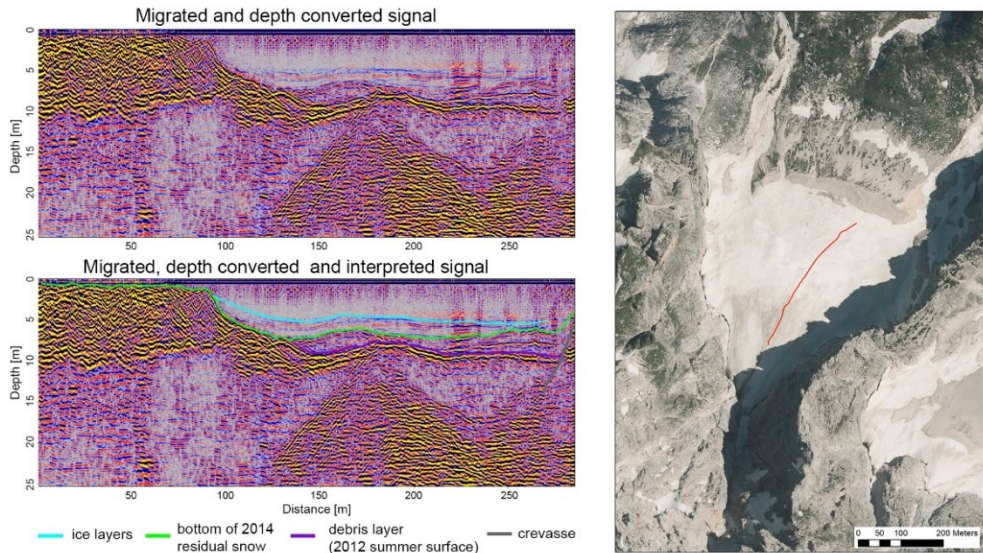 Migrated and depth converted signal
0
5
10
15
20
25
Depth [m]
50
100
150
200
250
Migrated, depth converted and interpreted signal
0
5
10
15
20
25
Depth [m]
50
100
150
200
250
Distance [m]
ice layers
bottom of 2014
residual snow
debris layer
(2012 summer surface)
crevasse
0 50 100 200 Meters